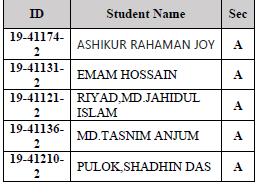 ID Student Name Sec
19-41174-2 ASHIKUR RAHAMAN JOY A
19-41131-2 EMAM HOSSAIN A
19-41121-2 RIYAD,MD.JAHIDUL ISLAM A
19-41136-2 MD.TASNIM ANJUM A
19-41210-2 PULOK,SHADHIN DAS A